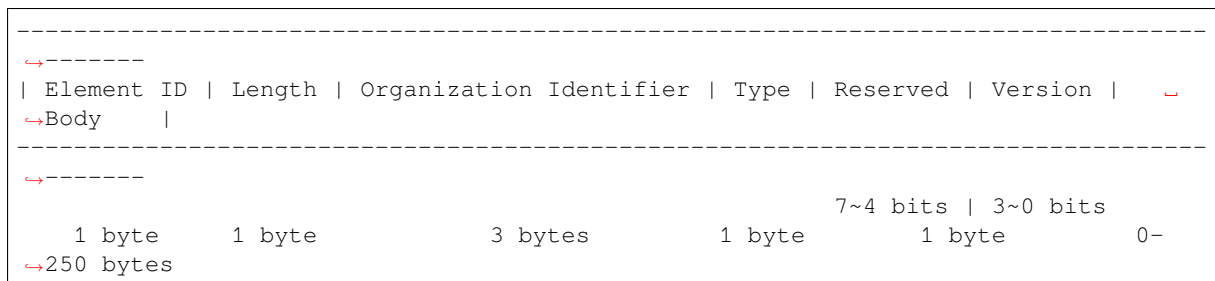 -----------------------------------------------------------------------------------
↪-------
| Element ID | Length | Organization Identifier | Type | Reserved | Version |   ␣
↪Body    |
-----------------------------------------------------------------------------------
↪-------
                                                         7~4 bits | 3~0 bits
   1 byte     1 byte            3 bytes         1 byte        1 byte         0-
↪250 bytes